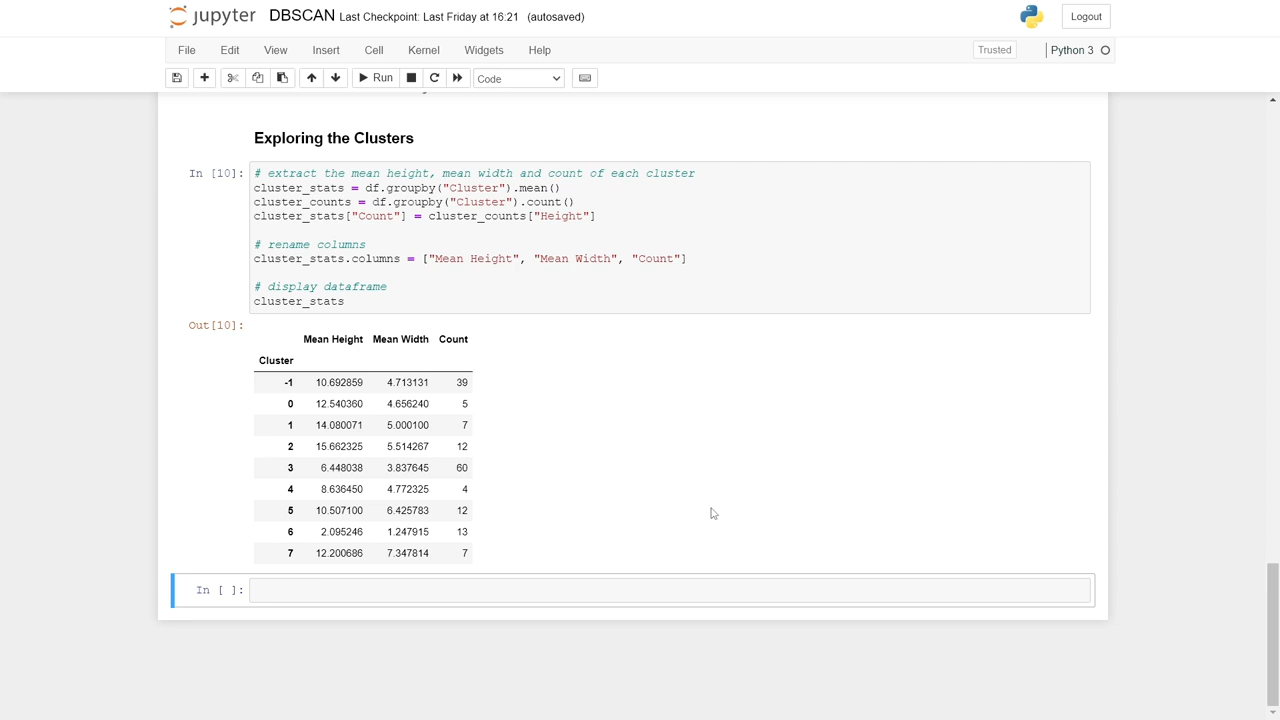 jupyter DBSCAN Last Checkpoint: Last Friday at 16:21 (autosaved) Logout
File Edit View Insert Cell Kernel Widgets Help Trusted Python 3
Run Code
Exploring the Clusters
In [10]: # extract the mean height, mean width and count of each cluster
cluster_stats = df.groupby("Cluster").mean()
cluster_counts = df.groupby("Cluster").count()
cluster_stats["Count"] = cluster_counts["Height"]
# rename columns
cluster_stats.columns = ["Mean Height", "Mean Width", "Count"]
# display dataframe
cluster_stats
Out[10]:
Mean Height Mean Width Count
Cluster
-1 10.692859 4.713131 39
0 12.540360 4.656240 5
1 14.080071 5.000100 7
2 15.662325 5.514267 12
3 6.448038 3.837645 60
4 8.636450 4.772325 4
5 10.507100 6.425783 12
6 2.095246 1.247915 13
7 12.200686 7.347814 7
In [ ]: